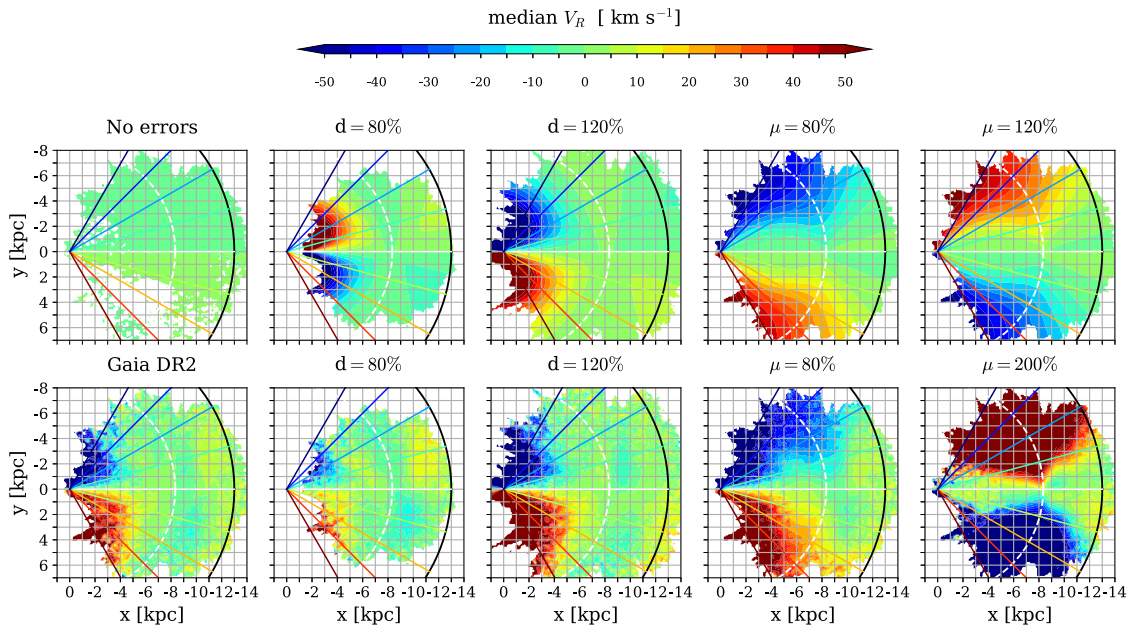 median V_R [ km s⁻¹]
-50 -40 -30 -20 -10 0 10 20 30 40 50
No errors d = 80% d = 120% μ = 80% μ = 120%
-8
-6
-4
-2
0
2
4
6
y [kpc]
Gaia DR2 d = 80% d = 120% μ = 80% μ = 200%
-8
-6
-4
-2
0
2
4
6
y [kpc]
0 -2 -4 -6 -8 -10 -12 -14 0 -2 -4 -6 -8 -10 -12 -14 0 -2 -4 -6 -8 -10 -12 -14 0 -2 -4 -6 -8 -10 -12 -14 0 -2 -4 -6 -8 -10 -12 -14
x [kpc] x [kpc] x [kpc] x [kpc] x [kpc]